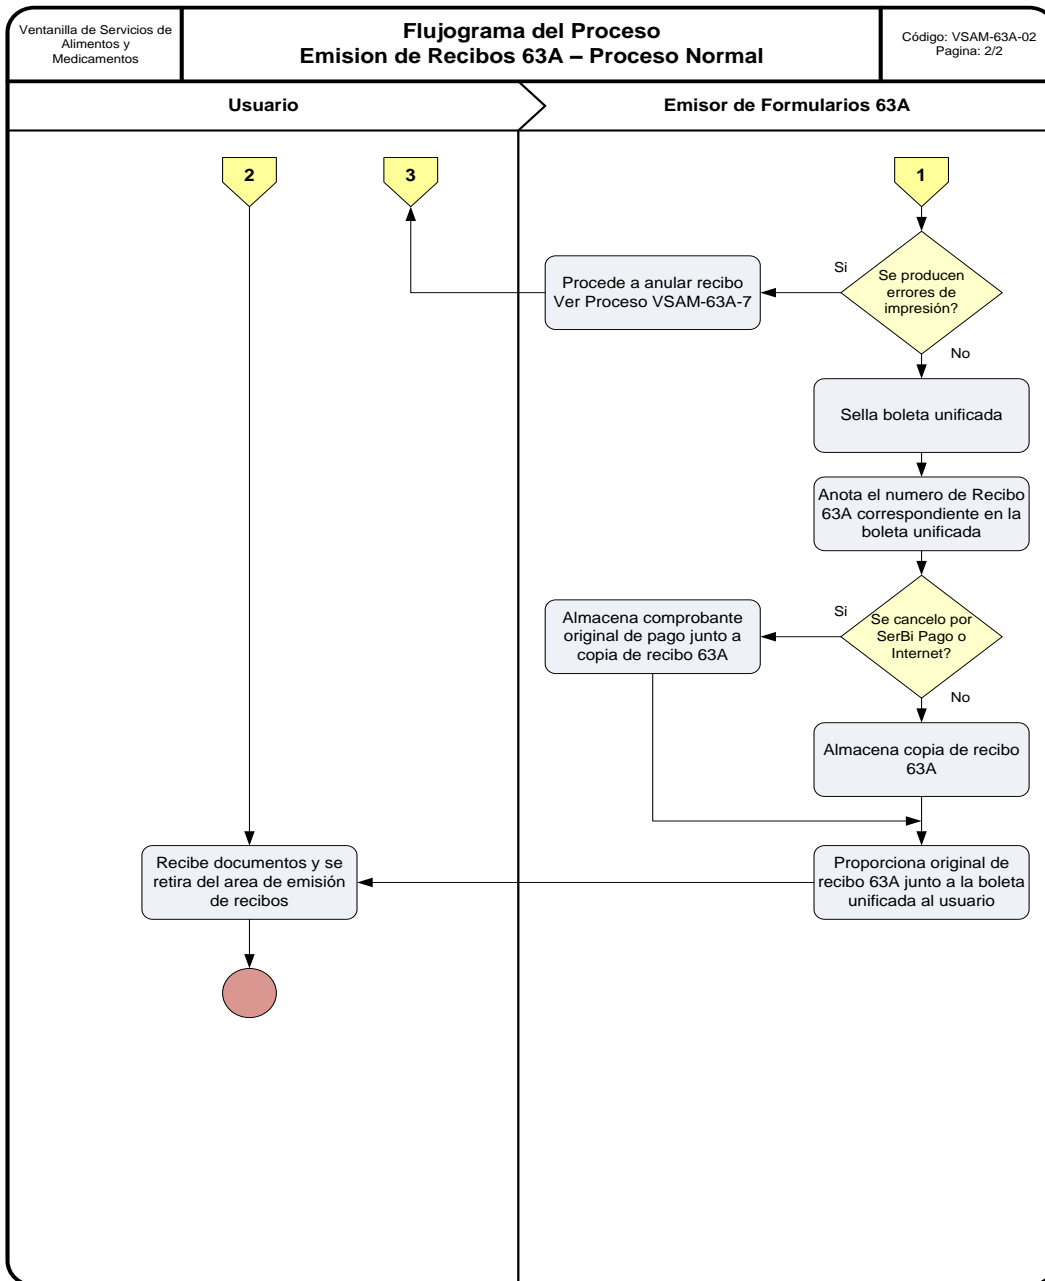 Ventanilla de Servicios de
Alimentos y
Medicamentos
Flujograma del Proceso
Emision de Recibos 63A – Proceso Normal
Código: VSAM-63A-02
Pagina: 2/2
Usuario
Emisor de Formularios 63A
2
3
1
Si
Se producen
errores de
impresión?
Procede a anular recibo
Ver Proceso VSAM-63A-7
No
Sella boleta unificada
Anota el numero de Recibo
63A correspondiente en la
boleta unificada
Si
Se cancelo por
SerBi Pago o
Internet?
Almacena comprobante
original de pago junto a
copia de recibo 63A
No
Almacena copia de recibo
63A
Recibe documentos y se
retira del area de emisión
de recibos
Proporciona original de
recibo 63A junto a la boleta
unificada al usuario